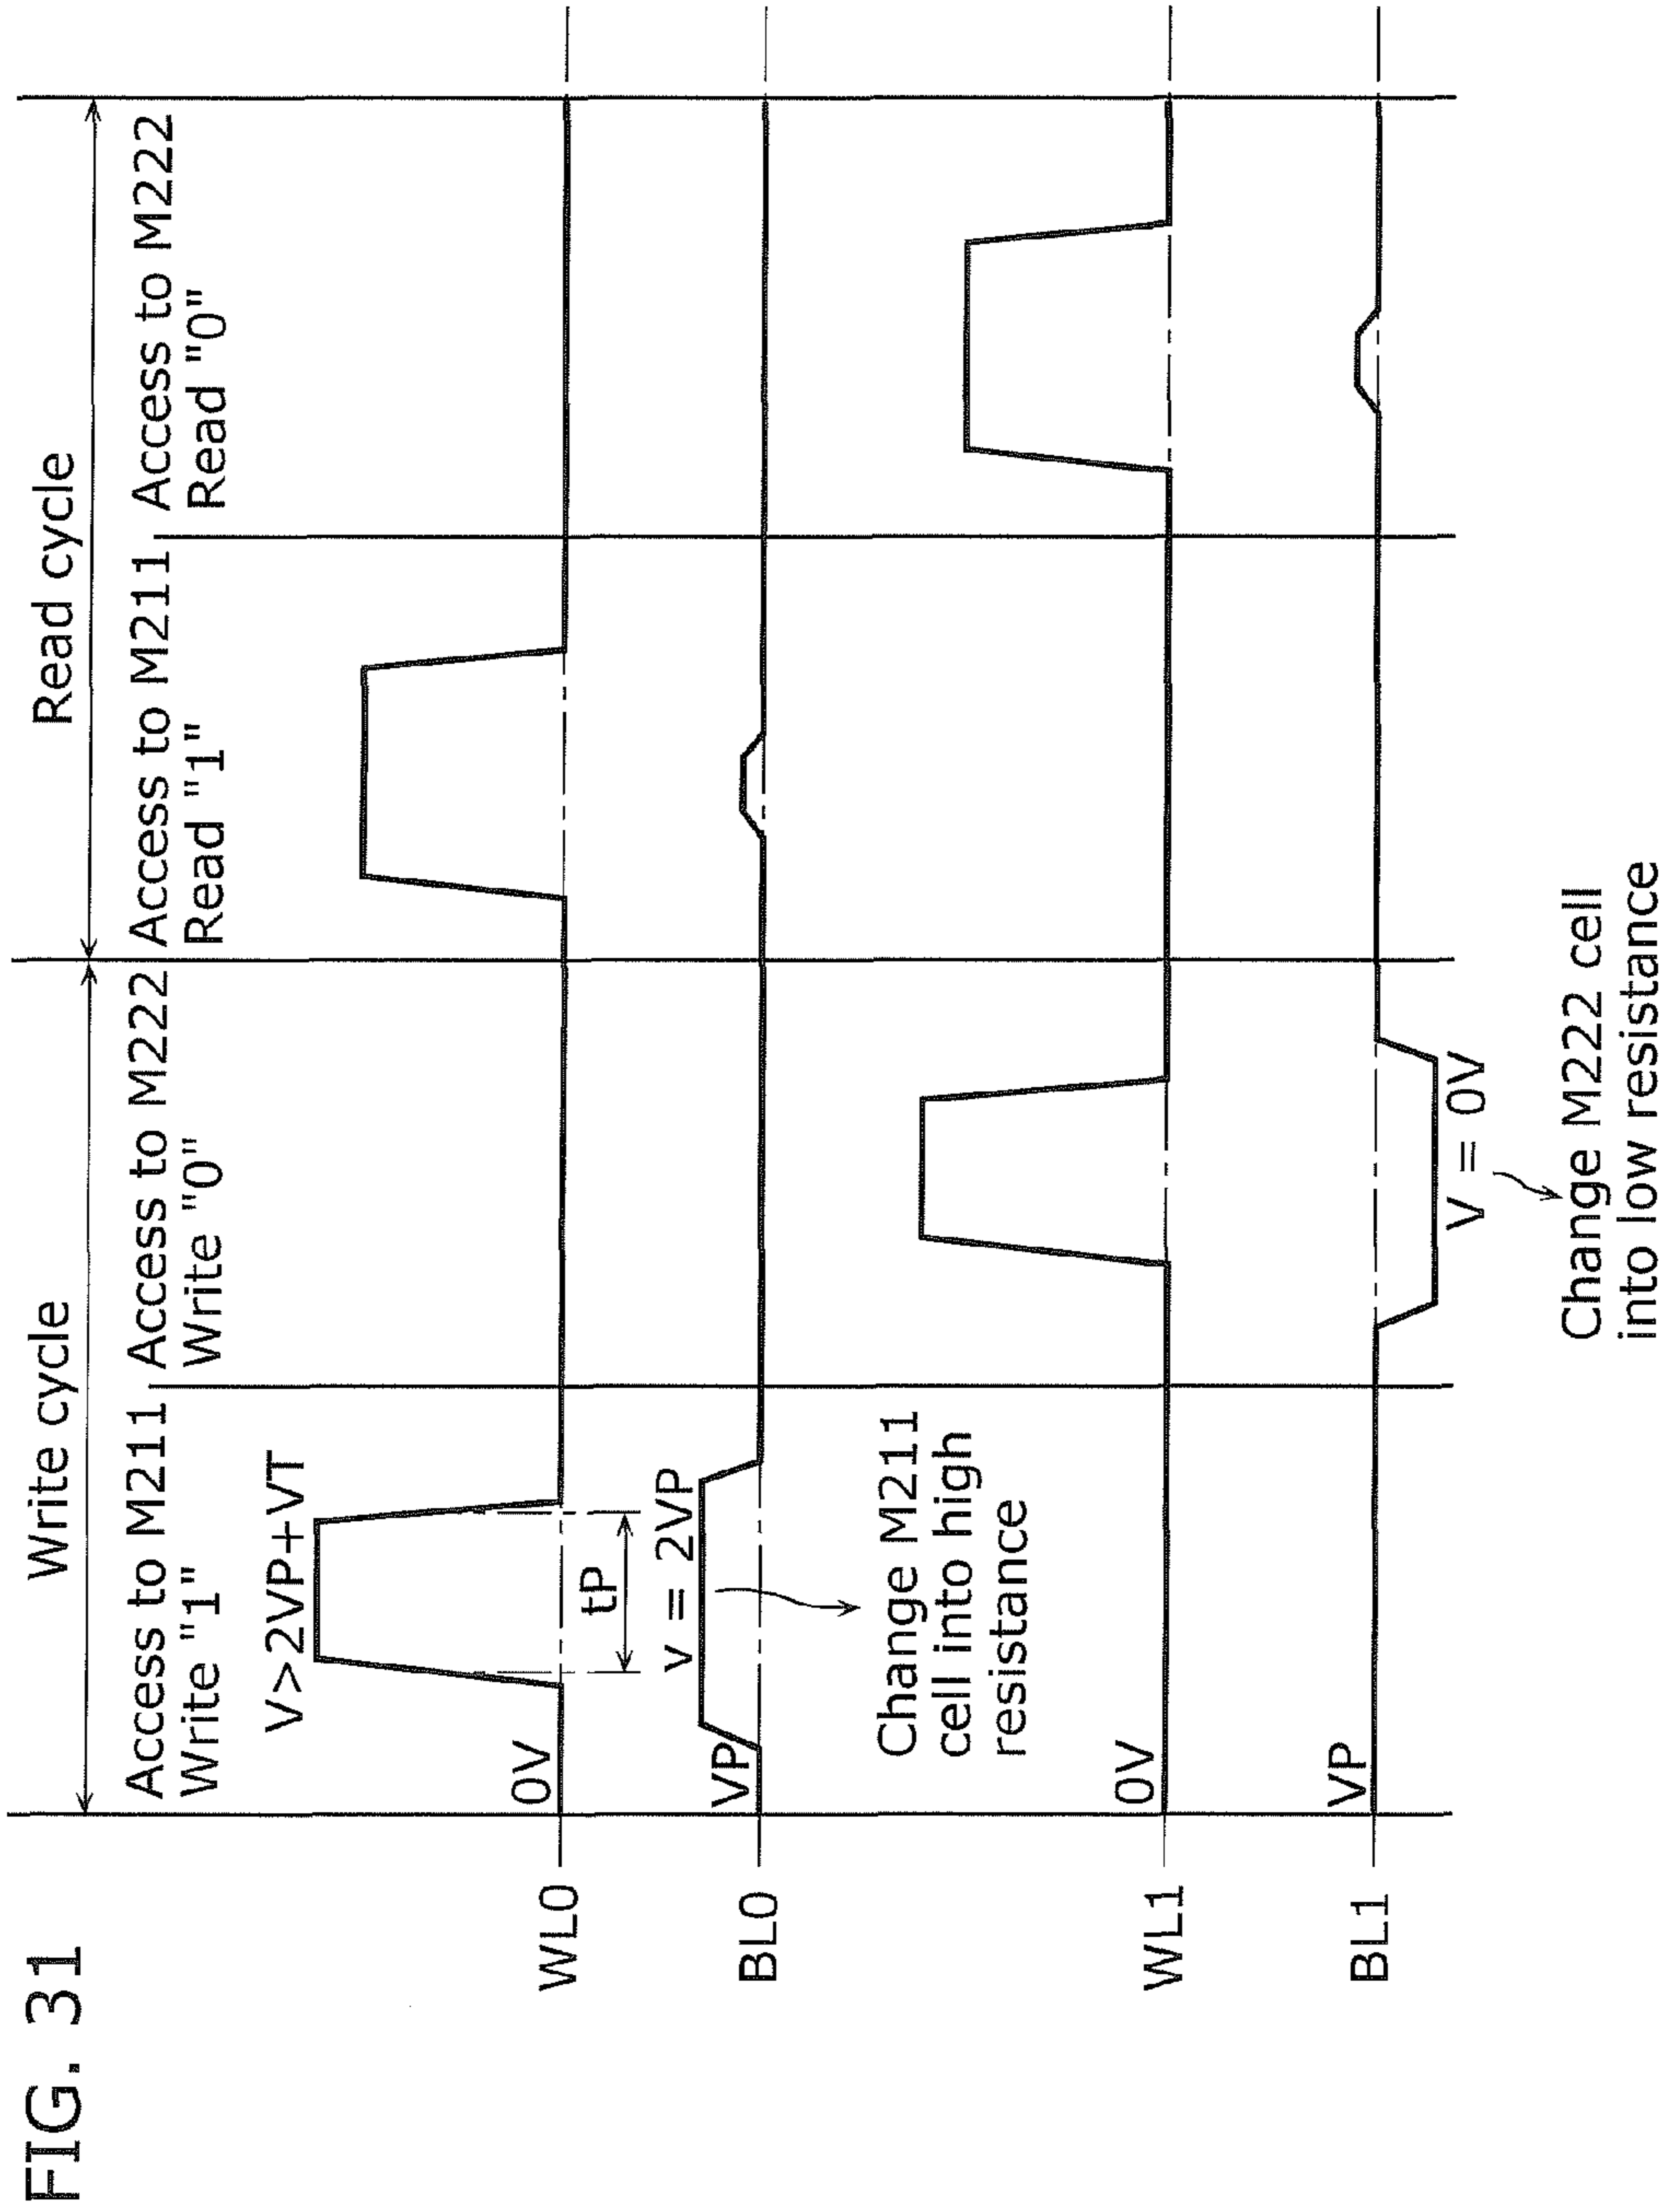 FIG. 31
Write cycle
Read cycle
Access to M211
Write "1"
Access to M222
Write "0"
Access to M211
Read "1"
Access to M222
Read "0"
V>2VP+VT
WL0
0V
tP
v = 2VP
BL0
VP
Change M211
cell into high
resistance
WL1
0V
BL1
VP
V = 0V
Change M222 cell
into low resistance